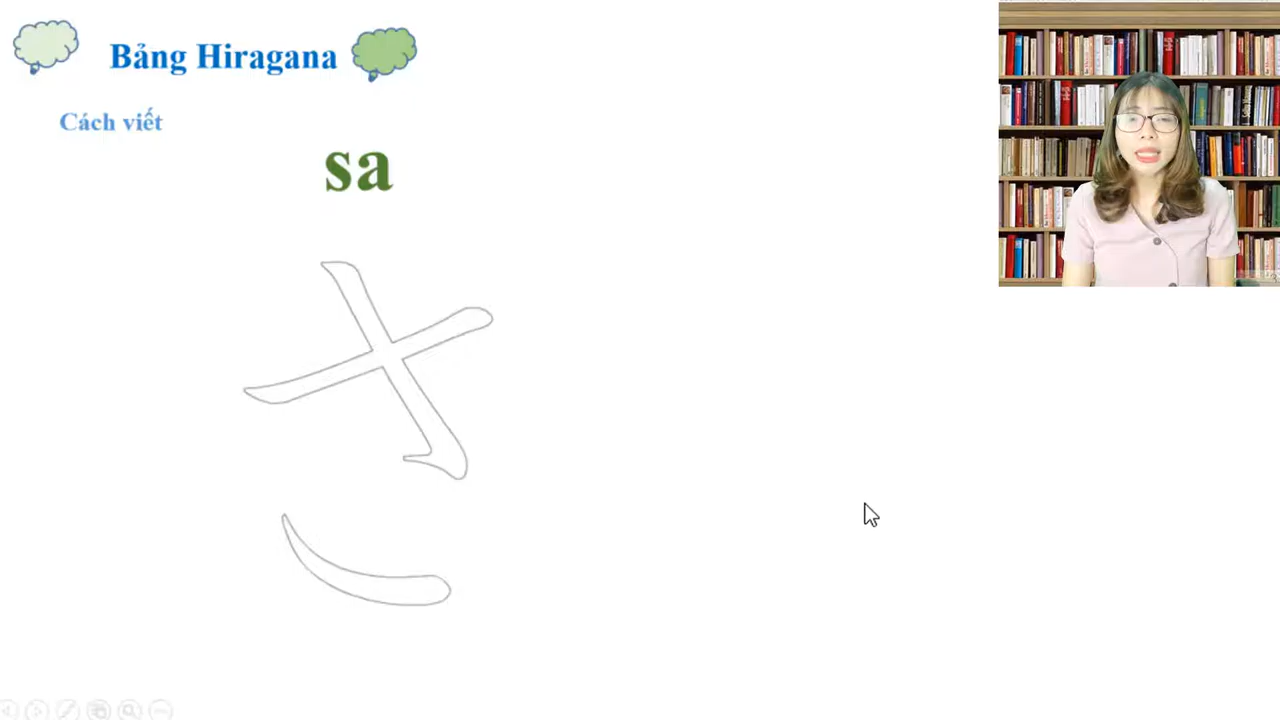 Bảng Hiragana
Cách viết
sa
さ